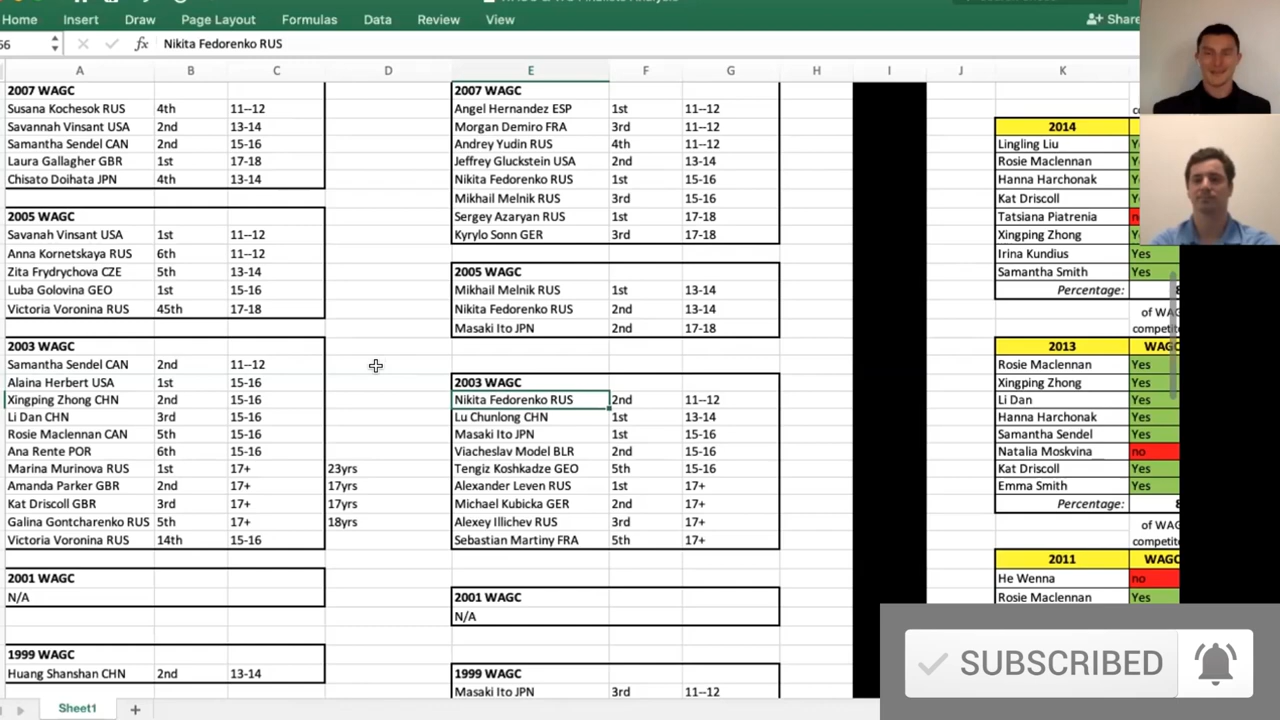 Home Insert Draw Page Layout Formulas Data Review View Share
fx Nikita Fedorenko RUS
A B C D E F G H I J K
2007 WAGC
Susana Kochesok RUS 4th 11--12
Savannah Vinsant USA 2nd 13-14
Samantha Sendel CAN 2nd 15-16
Laura Gallagher GBR 1st 17-18
Chisato Doihata JPN 4th 13-14
2005 WAGC
Savanah Vinsant USA 1st 11--12
Anna Kornetskaya RUS 6th 11--12
Zita Frydrychova CZE 5th 13-14
Luba Golovina GEO 1st 15-16
Victoria Voronina RUS 45th 17-18
2003 WAGC
Samantha Sendel CAN 2nd 11--12
Alaina Herbert USA 1st 15-16
Xingping Zhong CHN 2nd 15-16
Li Dan CHN 3rd 15-16
Rosie Maclennan CAN 5th 15-16
Ana Rente POR 6th 15-16
Marina Murinova RUS 1st 17+ 23yrs
Amanda Parker GBR 2nd 17+ 17yrs
Kat Driscoll GBR 3rd 17+ 17yrs
Galina Gontcharenko RUS 5th 17+ 18yrs
Victoria Voronina RUS 14th 15-16
2001 WAGC
N/A
1999 WAGC
Huang Shanshan CHN 2nd 13-14
2007 WAGC
Angel Hernandez ESP 1st 11--12
Morgan Demiro FRA 3rd 11--12
Andrey Yudin RUS 4th 11--12
Jeffrey Gluckstein USA 2nd 13-14
Nikita Fedorenko RUS 1st 15-16
Mikhail Melnik RUS 3rd 15-16
Sergey Azaryan RUS 1st 17-18
Kyrylo Sonn GER 3rd 17-18
2005 WAGC
Mikhail Melnik RUS 1st 13-14
Nikita Fedorenko RUS 2nd 13-14
Masaki Ito JPN 2nd 17-18
2003 WAGC
Nikita Fedorenko RUS 2nd 11--12
Lu Chunlong CHN 1st 13-14
Masaki Ito JPN 1st 15-16
Viacheslav Model BLR 2nd 15-16
Tengiz Koshkadze GEO 5th 15-16
Alexander Leven RUS 1st 17+
Michael Kubicka GER 2nd 17+
Alexey Illichev RUS 3rd 17+
Sebastian Martiny FRA 5th 17+
2001 WAGC
N/A
1999 WAGC
Masaki Ito JPN 3rd 11--12
2014
Lingling Liu
Rosie Maclennan
Hanna Harchonak
Kat Driscoll
Tatsiana Piatrenia
Xingping Zhong
Irina Kundius Yes
Samantha Smith Yes
Percentage:
of
2013 WAGC
Rosie Maclennan Yes
Xingping Zhong Yes
Li Dan Yes
Hanna Harchonak Yes
Samantha Sendel Yes
Natalia Moskvina no
Kat Driscoll Yes
Emma Smith Yes
Percentage:
of
2011 WAGC
He Wenna no
Rosie Maclennan Yes
SUBSCRIBED
Sheet1